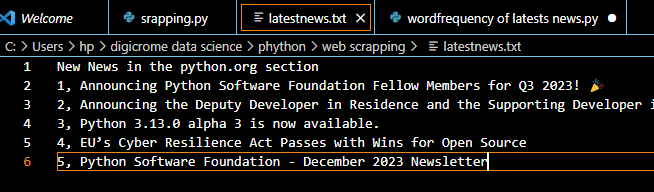 Welcome srapping.py latestnews.txt wordfrequency of latests news.py
C: > Users > hp > digicrome data science > phython > web scrapping > latestnews.txt
1 New News in the python.org section
2 1, Announcing Python Software Foundation Fellow Members for Q3 2023! 🎉
3 2, Announcing the Deputy Developer in Residence and the Supporting Developer i
4 3, Python 3.13.0 alpha 3 is now available.
5 4, EU’s Cyber Resilience Act Passes with Wins for Open Source
6 5, Python Software Foundation - December 2023 Newsletter